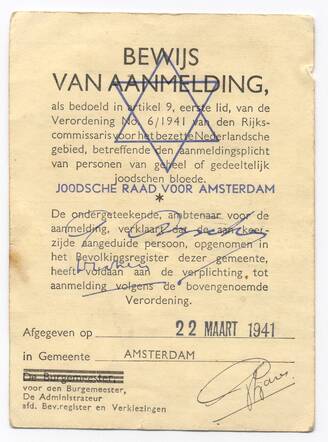 BEWIJS
VAN AANMELDING,
als bedoeld in artikel 9, eerste lid, van de
Verordening No. 6/1941 van den Rijks-
commissaris voor het bezette Nederlandsche
gebied, betreffende den aanmeldingsplicht
van personen van geheel of gedeeltelijk
joodschen bloede.
JOODSCHE RAAD VOOR AMSTERDAM
*
De ondergeteekende, ambtenaar voor de
aanmelding, verklaart dat de aan keer-
zijde aangeduide persoon, opgenomen in
het Bevolkingsregister dezer gemeente,
heeft voldaan aan de verplichting tot
aanmelding volgens de bovengenoemde
Verordening.
Afgegeven op 22 MAART 1941
in Gemeente AMSTERDAM
De Burgemeester,
voor den Burgemeester,
De Administrateur
afd. Bev.register en Verkiezingen